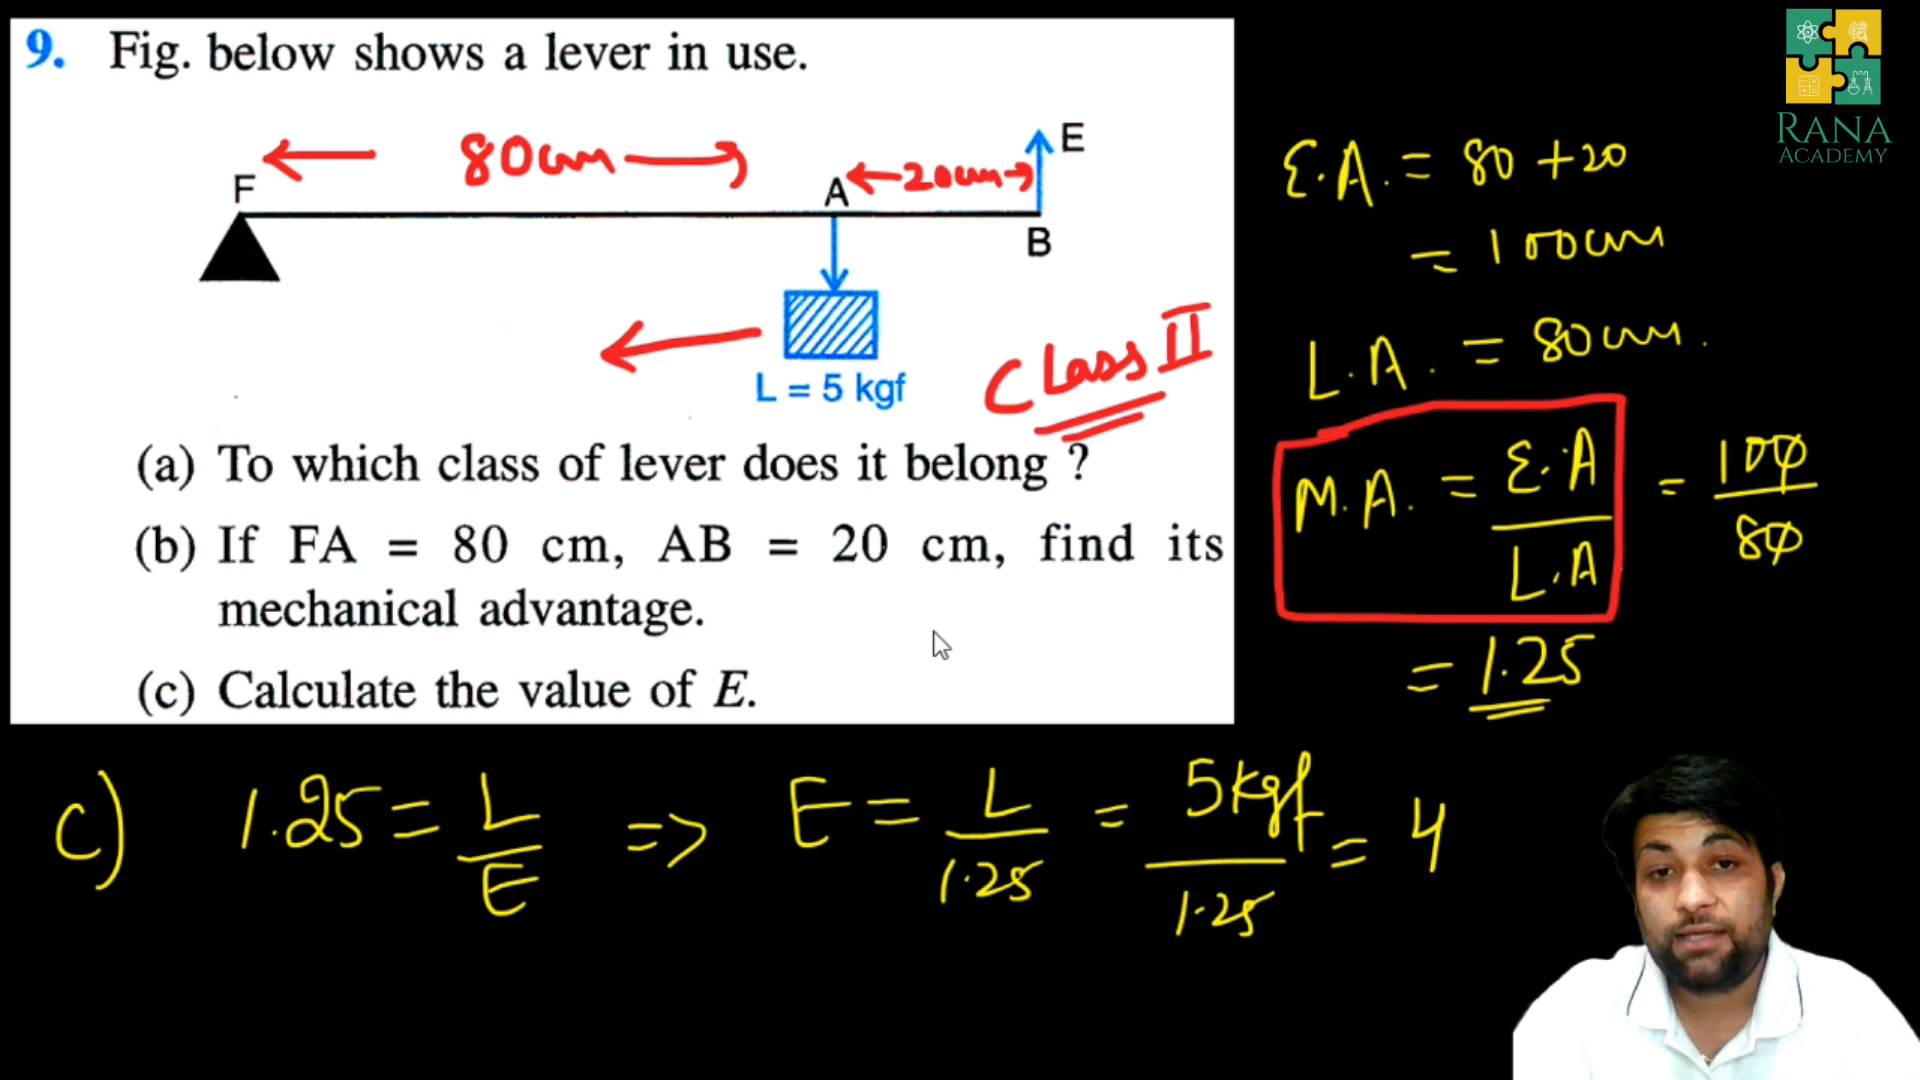 9. Fig. below shows a lever in use.
80cm
20cm
E
F
A
B
L = 5 kgf
Class II
(a) To which class of lever does it belong ?
(b) If FA = 80 cm, AB = 20 cm, find its
mechanical advantage.
(c) Calculate the value of E.
RANA
ACADEMY
E.A. = 80 + 20
= 100cm
L.A. = 80cm.
M.A. = E.A / L.A = 100 / 80
= 1.25
c) 1.25 = L / E => E = L / 1.25 = 5kgf / 1.25 = 4